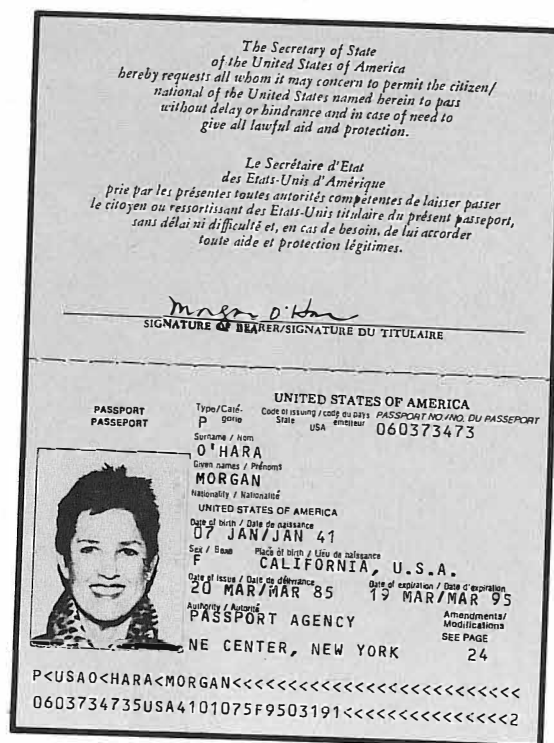 The Secretary of State
of the United States of America
hereby requests all whom it may concern to permit the citizen/
national of the United States named herein to pass
without delay or hindrance and in case of need to
give all lawful aid and protection.
Le Secrétaire d'Etat
des Etats-Unis d'Amérique
prie par les présentes toutes autorités compétentes de laisser passer
le citoyen ou ressortissant des Etats-Unis titulaire du présent passeport,
sans délai ni difficulté et, en cas de besoin, de lui accorder
toute aide et protection légitimes.
Morgan O'Hara
SIGNATURE OF BEARER/SIGNATURE DU TITULAIRE
UNITED STATES OF AMERICA
PASSPORT
PASSEPORT
Type/Caté- Code of issuing / code du pays PASSPORT NO./NO. DU PASSEPORT
P gorie State USA emetteur 060373473
Surname / Nom
O'HARA
Given names / Prénoms
MORGAN
Nationality / Nationalité
UNITED STATES OF AMERICA
Date of birth / Date de naissance
07 JAN/JAN 41
Sex / Sexe Place of birth / Lieu de naissance
F CALIFORNIA, U.S.A.
Date of issue / Date de délivrance Date of expiration / Date d'expiration
20 MAR/MAR 85 19 MAR/MAR 95
Authority / Autorité Amendments/
PASSPORT AGENCY Modifications
SEE PAGE
NE CENTER, NEW YORK 24
P<USAO<HARA<MORGAN<<<<<<<<<<<<<<<<<<<<<<<<<<
0603734735USA4101075F9503191<<<<<<<<<<<<<<<2